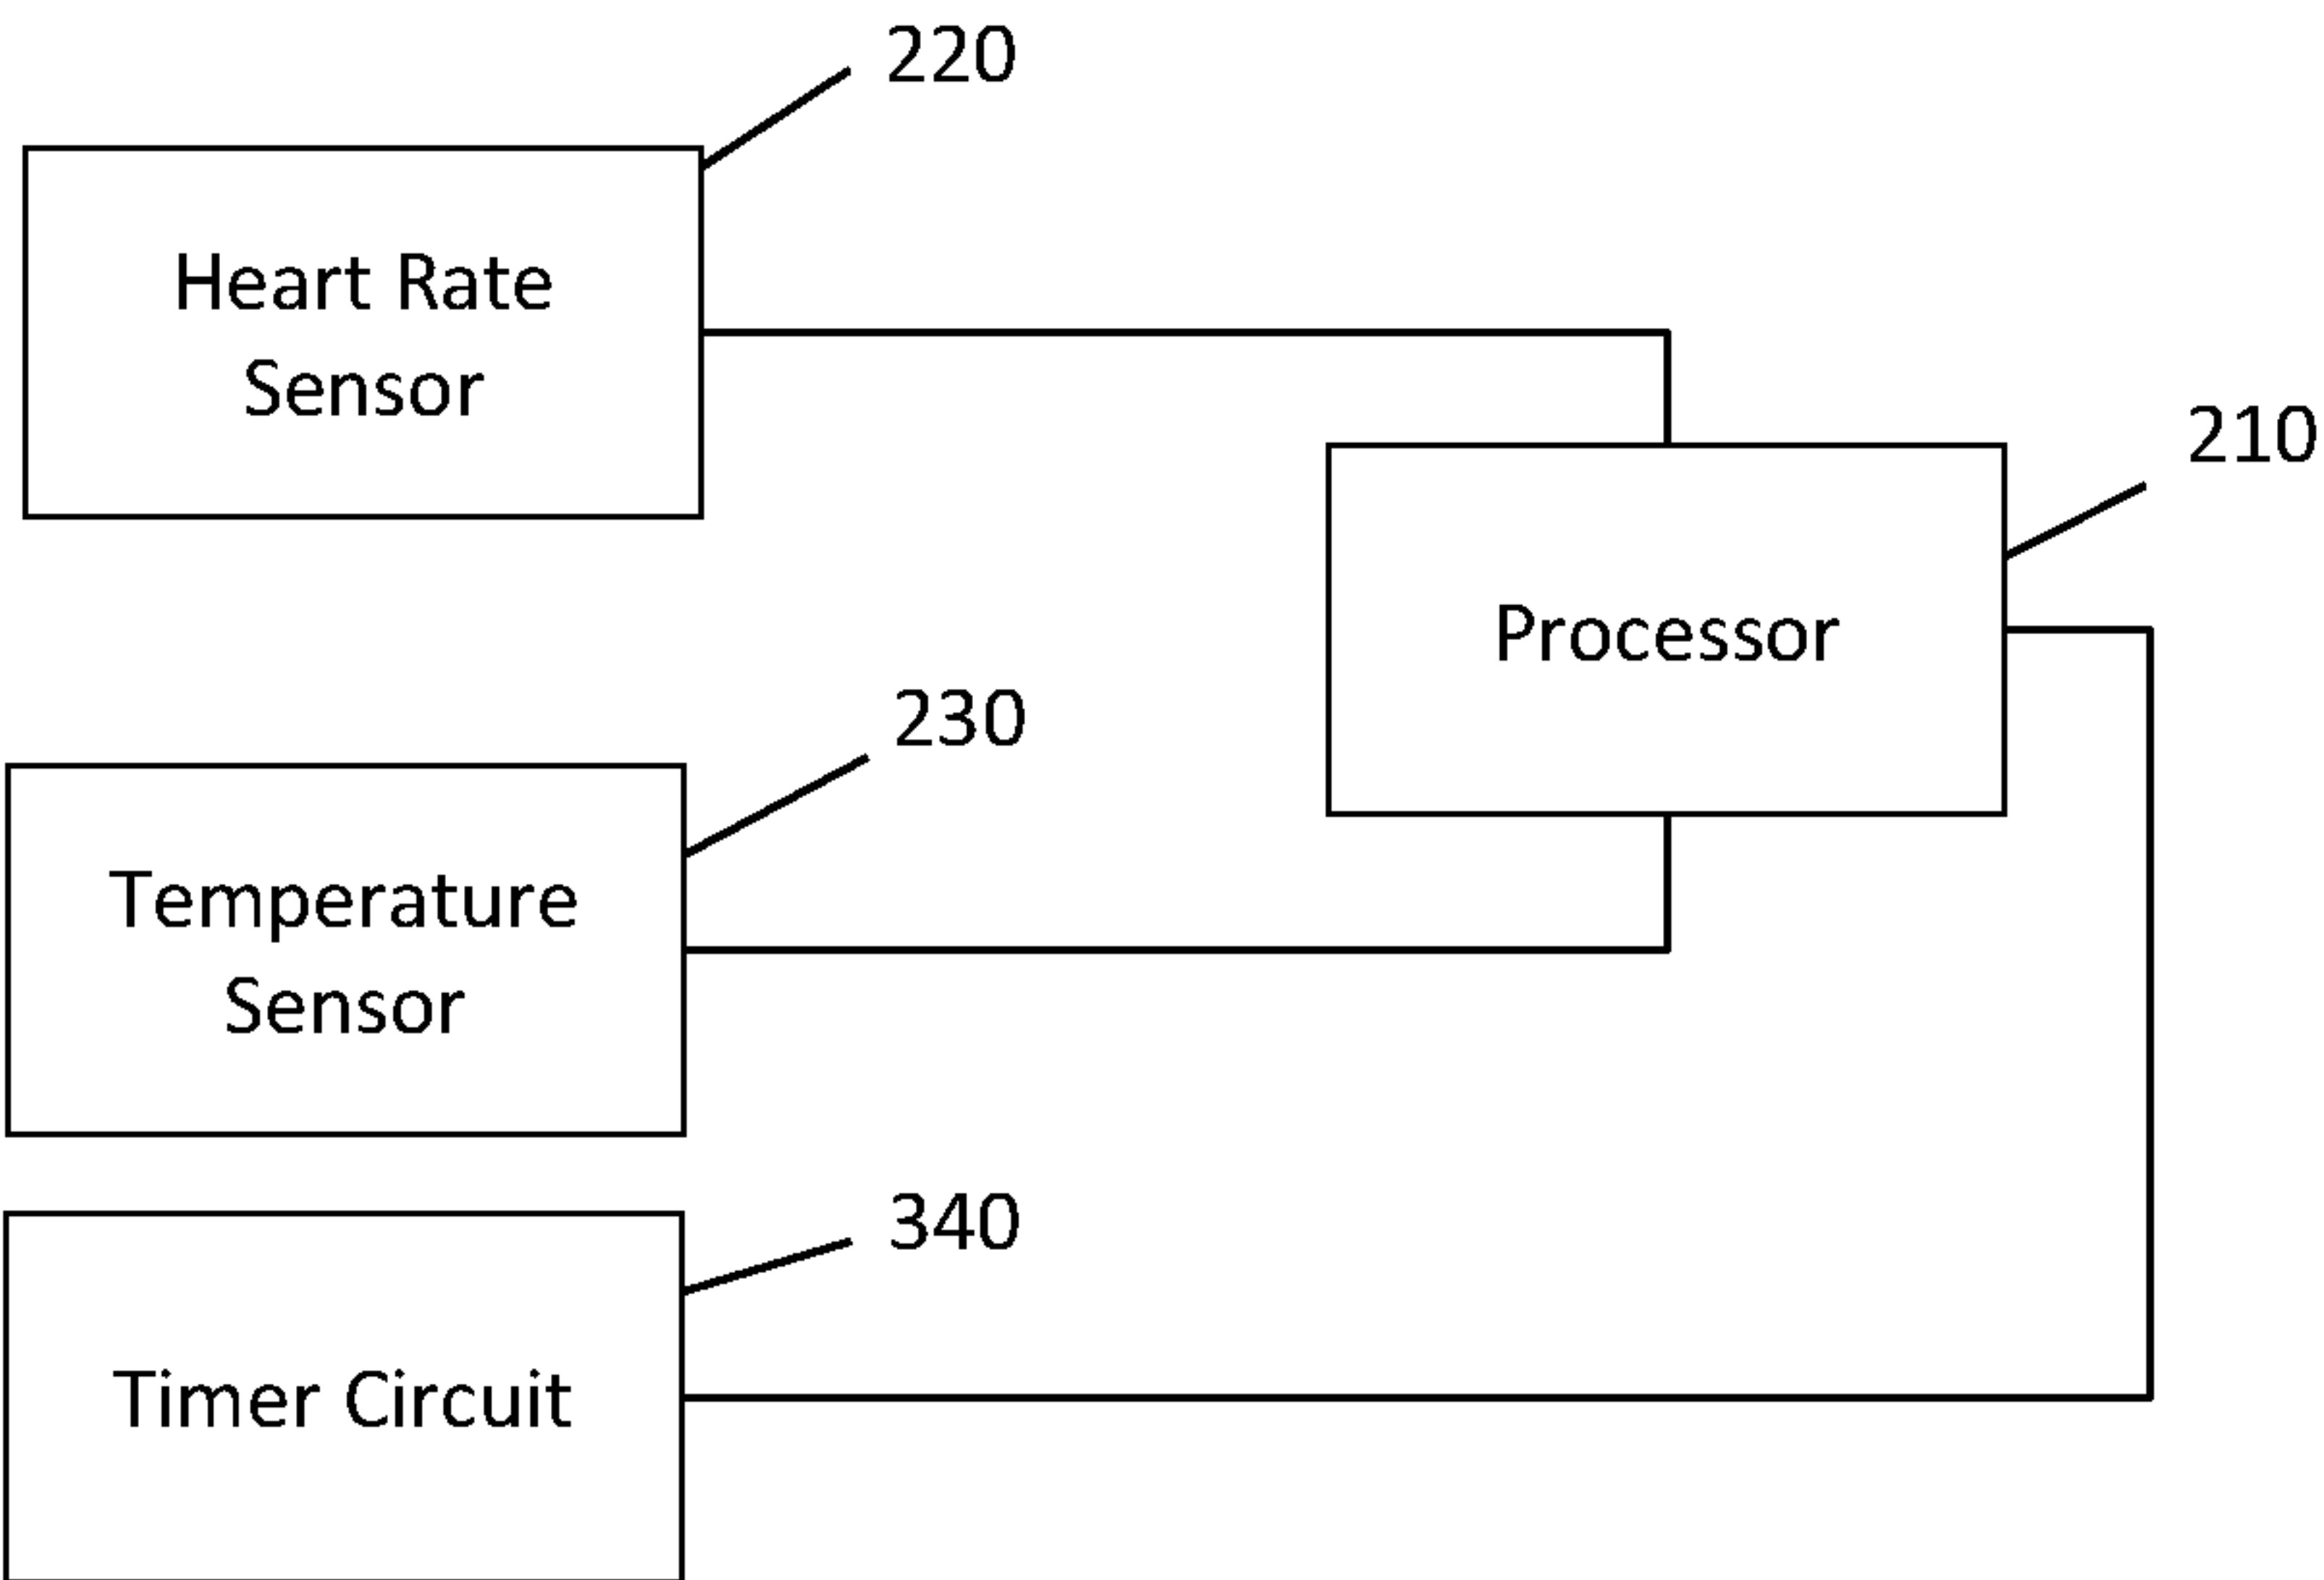 220
Heart Rate
Sensor
210
Processor
230
Temperature
Sensor
340
Timer Circuit